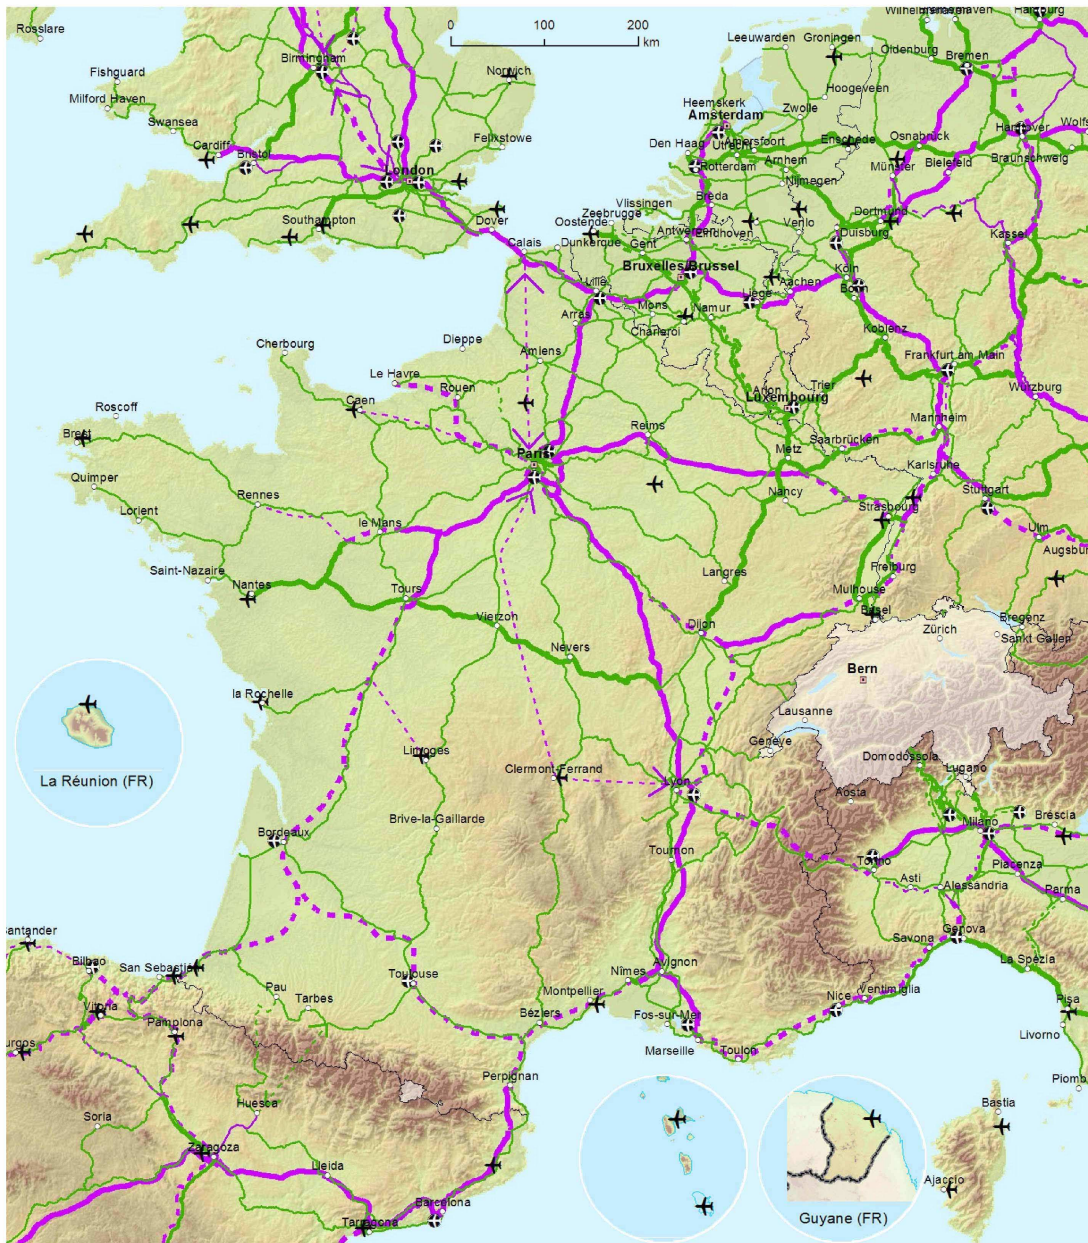 Rosslare
0 100 200
km
Wilhelmshaven
Bremerhaven
Hamburg
Leeuwarden
Groningen
Oldenburg
Bremen
Birmingham
Norwich
Fishguard
Milford Haven
Hoogeveen
Heemskerk
Zwolle
Amsterdam
Swansea
Felixstowe
Cardiff
Bristol
Den Haag
Utrecht
Amersfoort
Enschede
Osnabrück
Hannover
Braunschweig
London
Rotterdam
Arnhem
Nijmegen
Münster
Bielefeld
Southampton
Dover
Vlissingen
Zeebrugge
Oostende
Breda
Venlo
Dortmund
Duisburg
Kassel
Calais
Dunkerque
Gent
Antwerpen
Eindhoven
Bruxelles/Brussel
Köln
Bonn
Lille
Aachen
Liège
Arras
Mons
Namur
Charleroi
Koblenz
Cherbourg
Dieppe
Amiens
Frankfurt am Main
Le Havre
Rouen
Arlon
Trier
Würzburg
Caen
Luxembourg
Roscoff
Reims
Mannheim
Brest
Paris
Saarbrücken
Metz
Karlsruhe
Quimper
Rennes
Nancy
Stuttgart
Lorient
le Mans
Strasbourg
Ulm
Augsburg
Saint-Nazaire
Nantes
Tours
Langres
Freiburg
Mulhouse
Basel
Vierzon
Dijon
Bregenz
Zürich
Sankt Gallen
Nevers
Bern
la Rochelle
Lausanne
Limoges
Genève
La Réunion (FR)
Clermont-Ferrand
Lyon
Domodossola
Lugano
Aosta
Bordeaux
Brive-la-Gaillarde
Milano
Brescia
Tournon
Torino
Asti
Alessandria
Piacenza
Parma
Santander
Savona
Genova
Bilbao
San Sebastián
Toulouse
Nîmes
Avignon
La Spezia
Vitoria
Pau
Tarbes
Montpellier
Béziers
Fos-sur-Mer
Nice
Ventimiglia
Pisa
Pamplona
Marseille
Toulon
Livorno
Perpignan
Soria
Huesca
Bastia
Zaragoza
Lleida
Barcelona
Ajaccio
Tarragona
Guyane (FR)